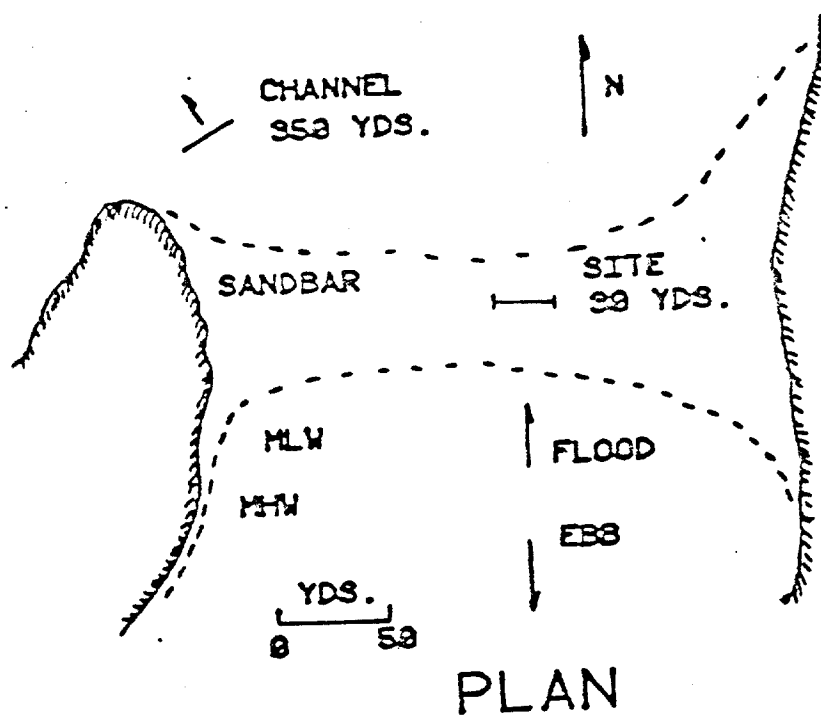 CHANNEL
350 YDS.
N
SANDBAR
SITE
30 YDS.
MLW
FLOOD
MHW
EBB
YDS.
0 50
PLAN